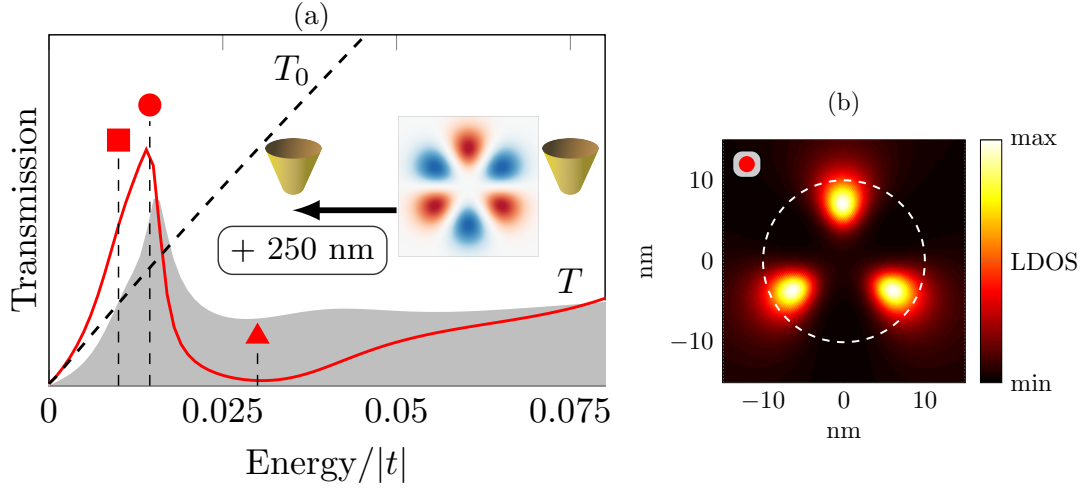 (a)
Transmission
T₀
+ 250 nm
T
0 0.025 0.05 0.075
Energy/|t|
(b)
nm
10
0
−10
−10 0 10
nm
max
LDOS
min